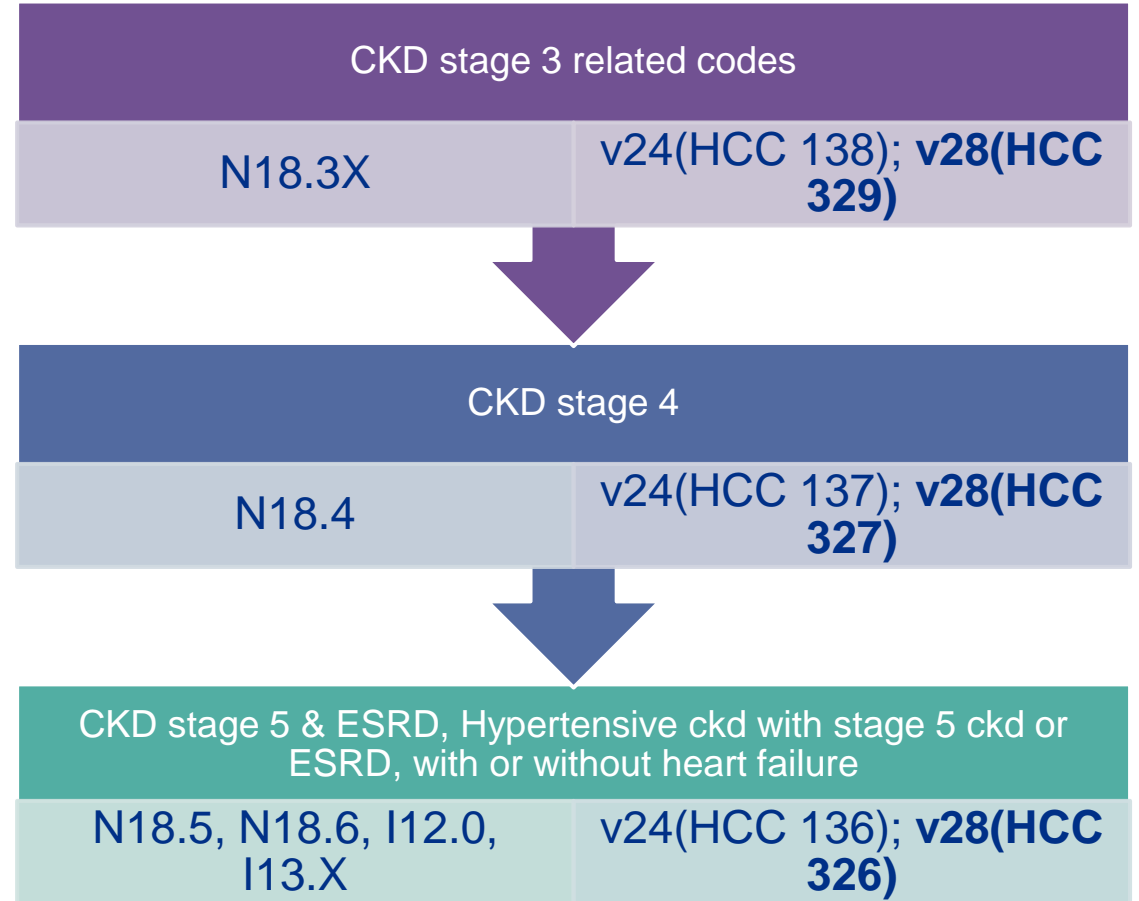 CKD stage 3 related codes
N18.3X
v24(HCC 138); v28(HCC
329)
CKD stage 4
N18.4
v24(HCC 137); v28(HCC
327)
CKD stage 5 & ESRD, Hypertensive ckd with stage 5 ckd or
ESRD, with or without heart failure
N18.5, N18.6, I12.0,
I13.X
v24(HCC 136); v28(HCC
326)